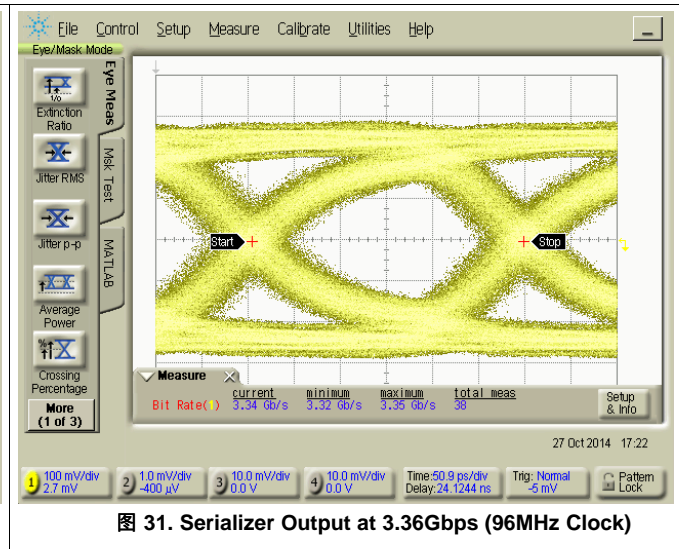 File Control Setup Measure Calibrate Utilities Help
Eye/Mask Mode
Eye Meas
Msk Test
MATLAB
1/0
Extinction
Ratio
Jitter RMS
Jitter p-p
Average
Power
%
Crossing
Percentage
More
(1 of 3)
Start
Stop
Measure
current minimum maximum total meas
Bit Rate(1) 3.34 Gb/s 3.32 Gb/s 3.35 Gb/s 38
Setup
& Info
27 Oct 2014 17:22
1 100 mV/div
2.7 mV
2 1.0 mV/div
-400 µV
3 10.0 mV/div
0.0 V
4 10.0 mV/div
0.0 V
Time:50.9 ps/div
Delay:24.1244 ns
Trig: Normal
-5 mV
Pattern
Lock
图 31. Serializer Output at 3.36Gbps (96MHz Clock)